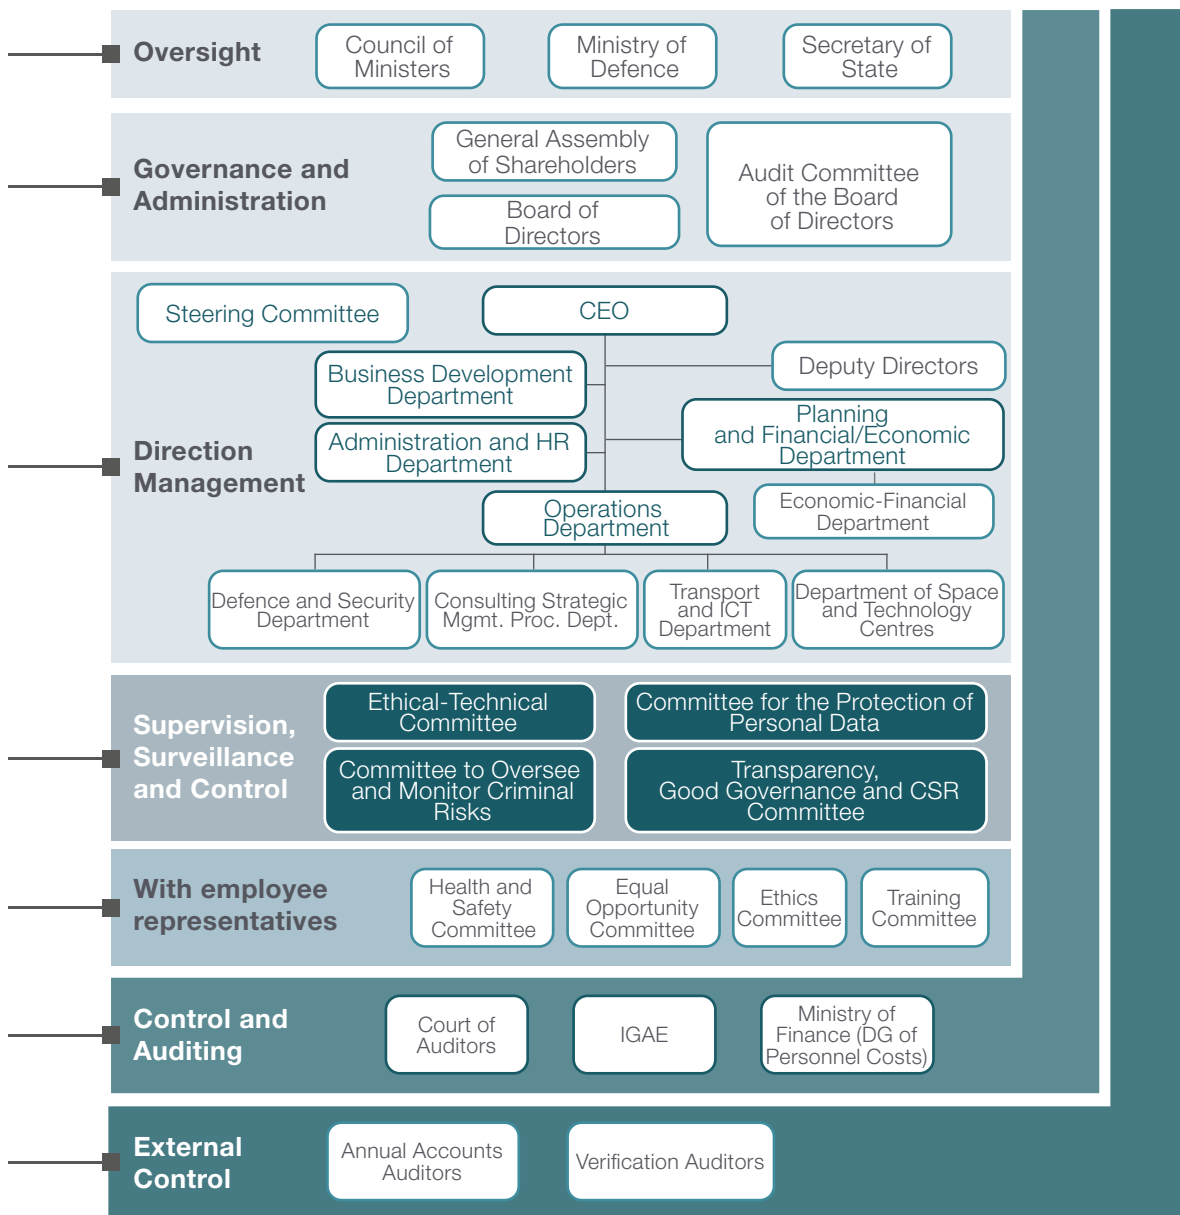 Oversight
Council of
Ministers
Ministry of
Defence
Secretary of
State
Governance and
Administration
General Assembly
of Shareholders
Board of
Directors
Audit Committee
of the Board
of Directors
Direction
Management
Steering Committee
CEO
Business Development
Department
Deputy Directors
Administration and HR
Department
Planning
and Financial/Economic
Department
Operations
Department
Economic-Financial
Department
Defence and Security
Department
Consulting Strategic
Mgmt. Proc. Dept.
Transport
and ICT
Department
Department of Space
and Technology
Centres
Supervision,
Surveillance
and Control
Ethical-Technical
Committee
Committee for the Protection of
Personal Data
Committee to Oversee
and Monitor Criminal
Risks
Transparency,
Good Governance and CSR
Committee
With employee
representatives
Health and
Safety
Committee
Equal
Opportunity
Committee
Ethics
Committee
Training
Committee
Control and
Auditing
Court of
Auditors
IGAE
Ministry of
Finance (DG of
Personnel Costs)
External
Control
Annual Accounts
Auditors
Verification Auditors